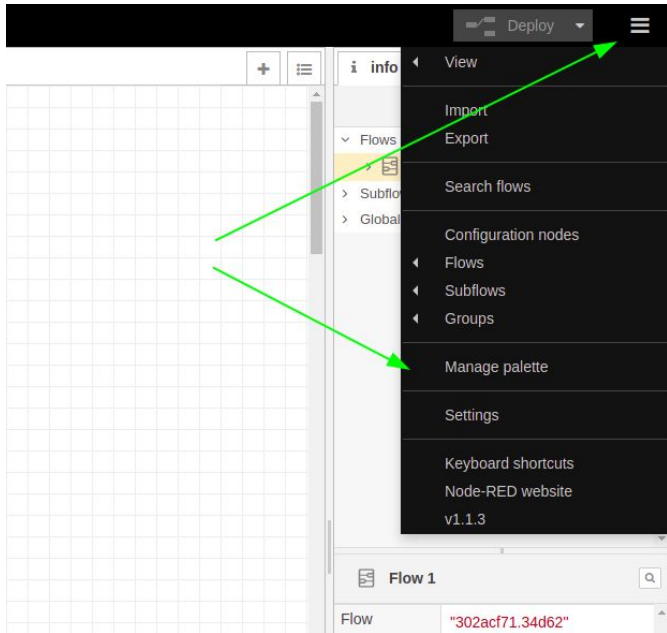 Deploy
i info
View
Import
Export
Flows
Search flows
Subflo
Global
Configuration nodes
Flows
Subflows
Groups
Manage palette
Settings
Keyboard shortcuts
Node-RED website
v1.1.3
Flow 1
Flow "302acf71.34d62"